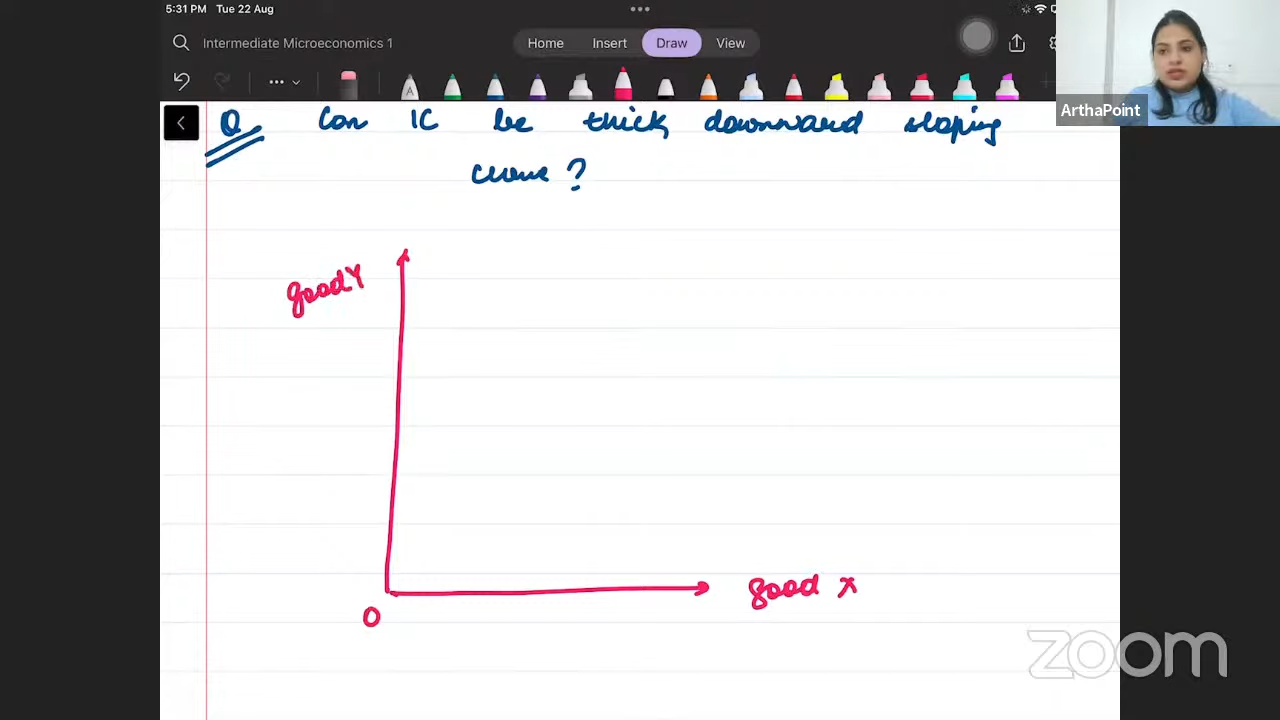 5:31 PM Tue 22 Aug
Intermediate Microeconomics 1
Home Insert Draw View
A
ArthaPoint
Q Can IC be thick downward sloping
curve ?
good Y
good x
0
zoom